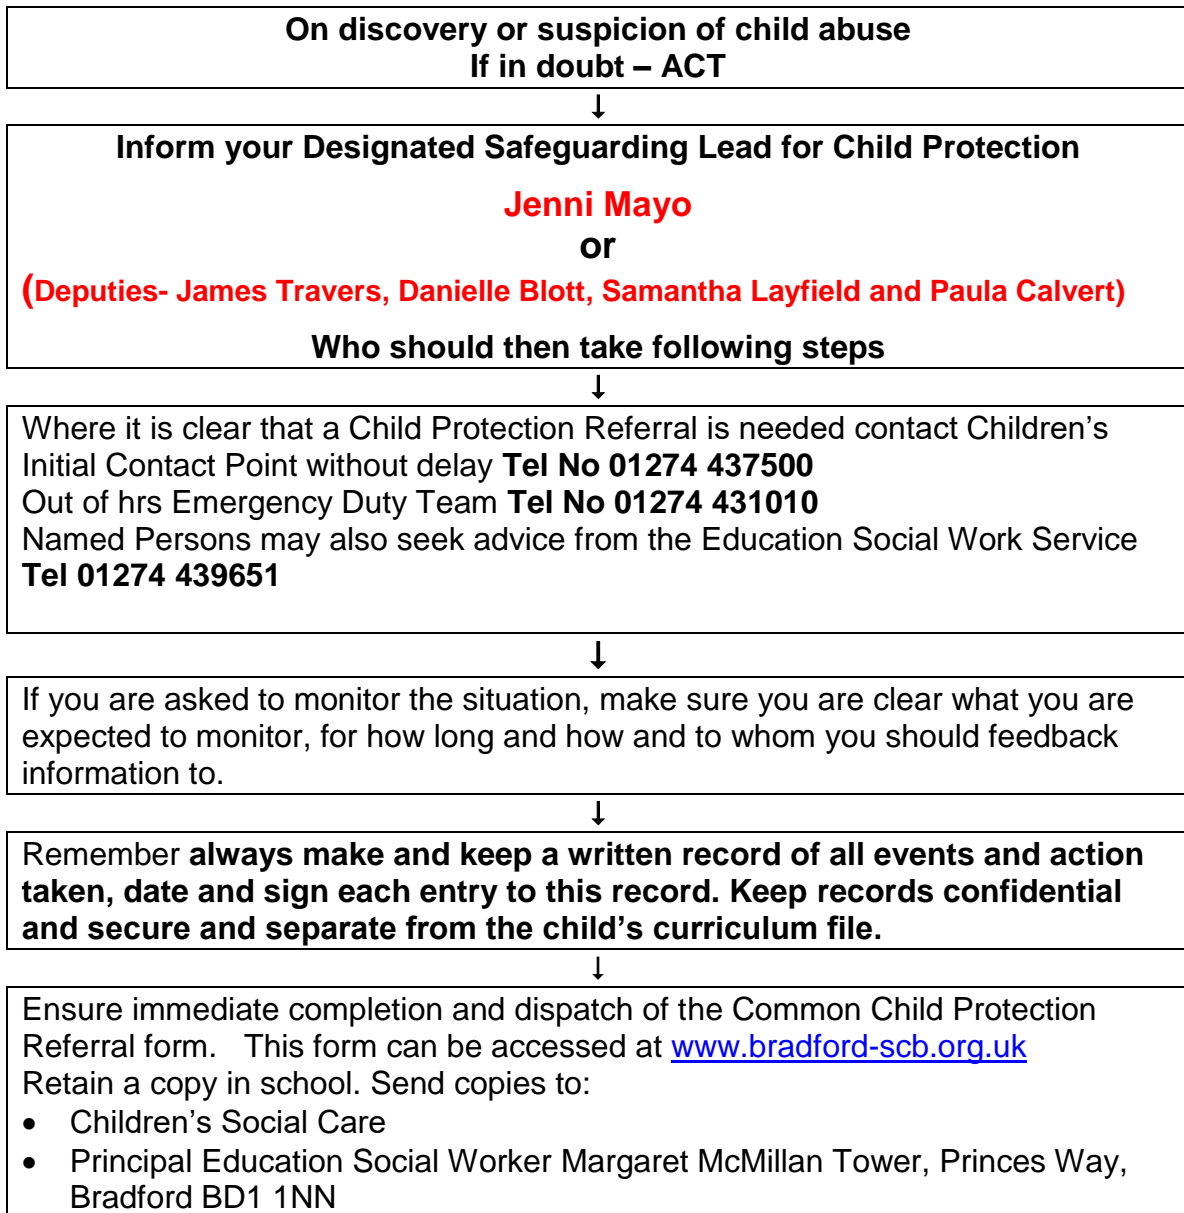 On discovery or suspicion of child abuse
If in doubt – ACT
↓
Inform your Designated Safeguarding Lead for Child Protection
Jenni Mayo
or
(Deputies- James Travers, Danielle Blott, Samantha Layfield and Paula Calvert)
Who should then take following steps
↓
Where it is clear that a Child Protection Referral is needed contact Children’s
Initial Contact Point without delay Tel No 01274 437500
Out of hrs Emergency Duty Team Tel No 01274 431010
Named Persons may also seek advice from the Education Social Work Service
Tel 01274 439651
↓
If you are asked to monitor the situation, make sure you are clear what you are
expected to monitor, for how long and how and to whom you should feedback
information to.
↓
Remember always make and keep a written record of all events and action
taken, date and sign each entry to this record. Keep records confidential
and secure and separate from the child’s curriculum file.
↓
Ensure immediate completion and dispatch of the Common Child Protection
Referral form.   This form can be accessed at www.bradford-scb.org.uk
Retain a copy in school. Send copies to:
• Children’s Social Care
• Principal Education Social Worker Margaret McMillan Tower, Princes Way,
Bradford BD1 1NN